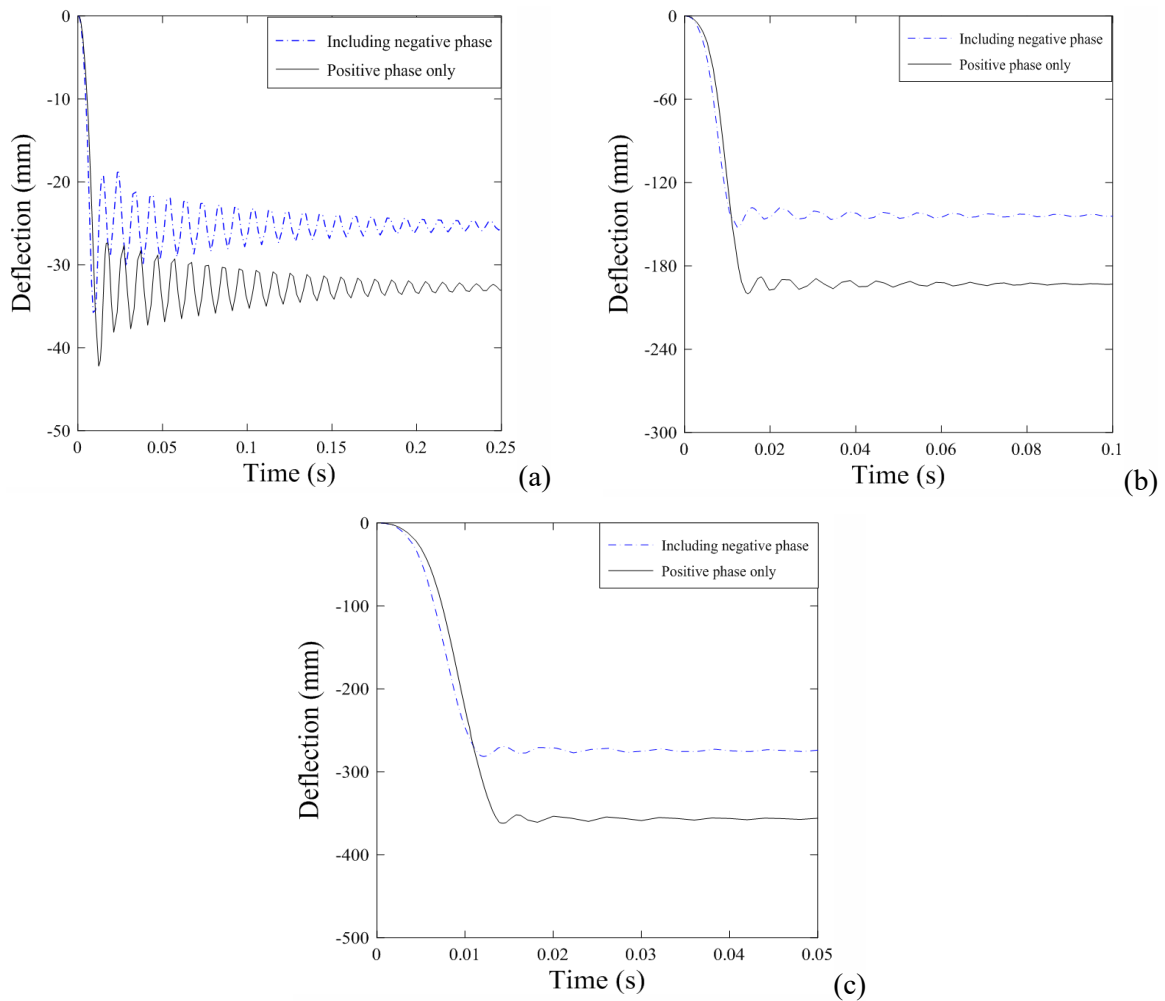 0
-10
-20
-30
-40
-50
Deflection (mm)
Including negative phase
Positive phase only
0
0.05
0.1
0.15
0.2
0.25
Time (s)
(a)
0
-60
-120
-180
-240
-300
Deflection (mm)
Including negative phase
Positive phase only
0
0.02
0.04
0.06
0.08
0.1
Time (s)
(b)
0
-100
-200
-300
-400
-500
Deflection (mm)
Including negative phase
Positive phase only
0
0.01
0.02
0.03
0.04
0.05
Time (s)
(c)